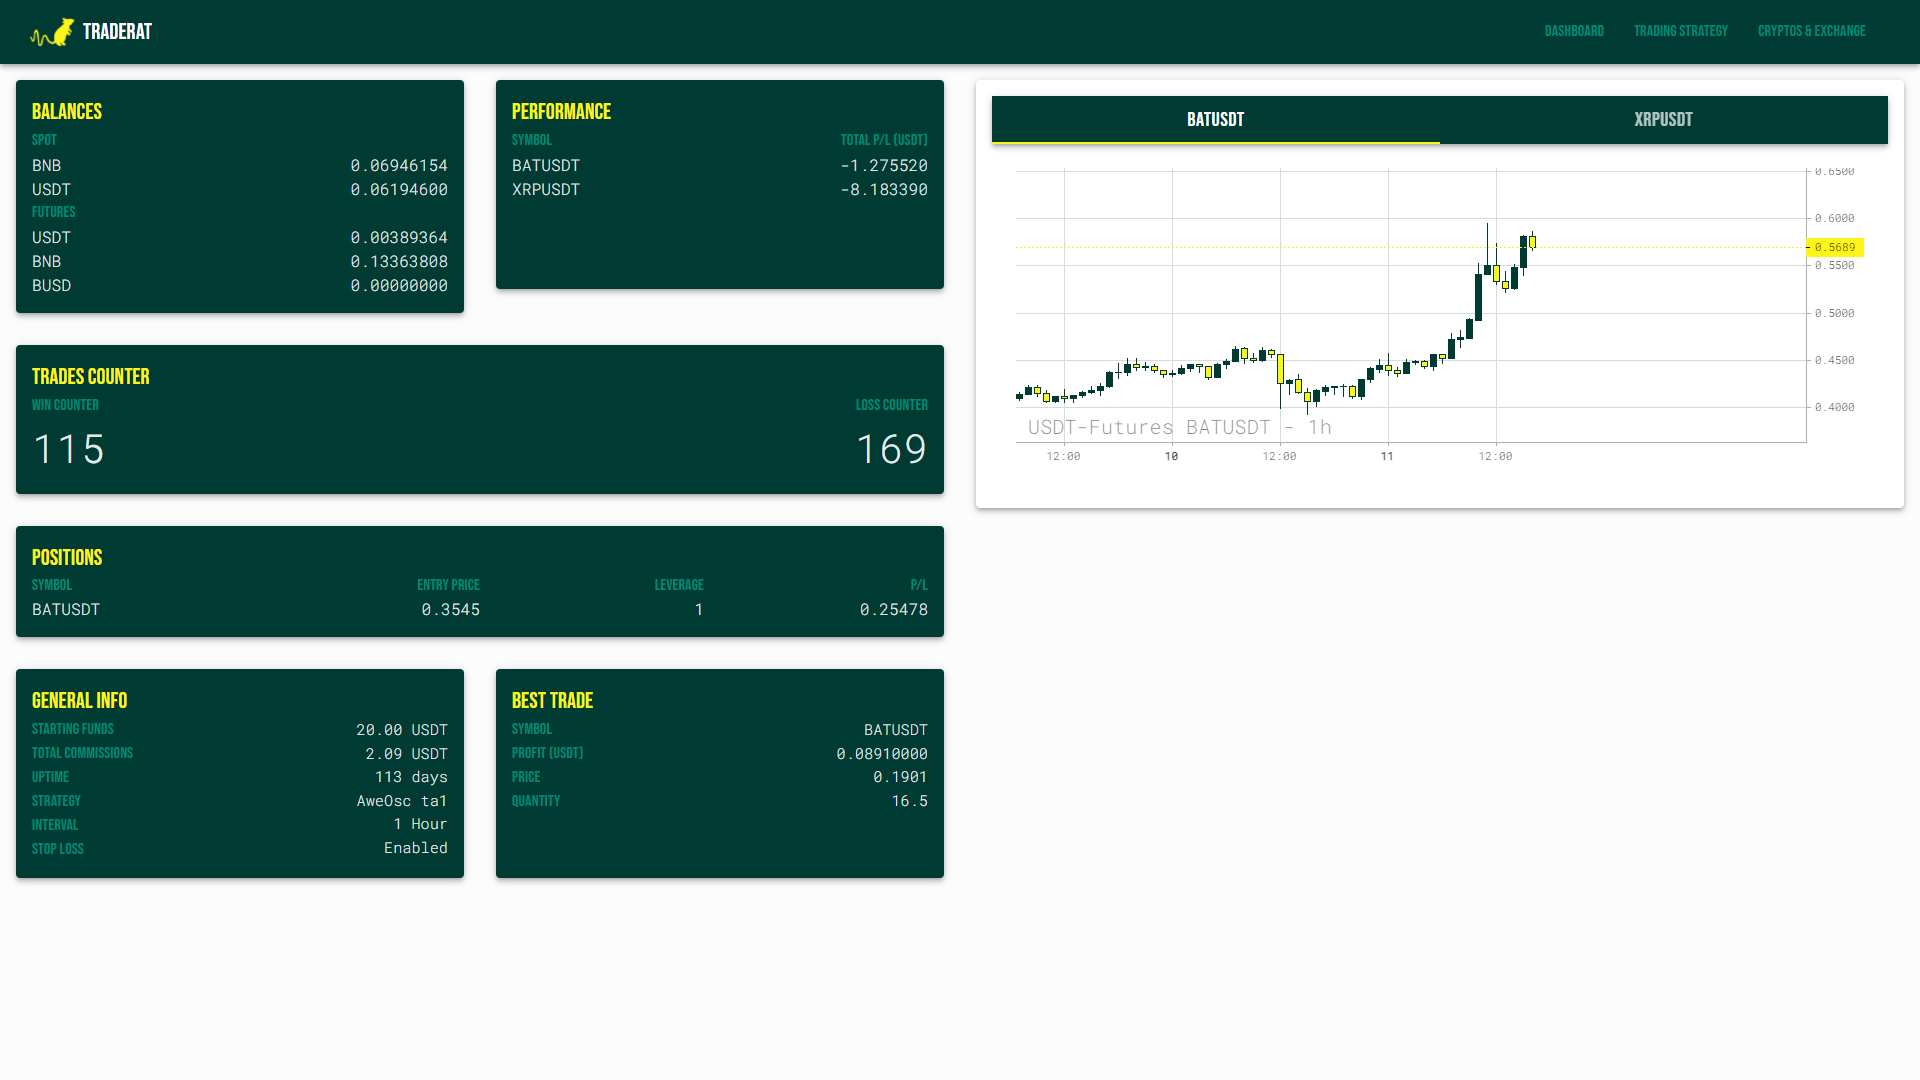 TRADERAT
DASHBOARD TRADING STRATEGY CRYPTOS & EXCHANGE
BALANCES
SPOT
BNB 0.06946154
USDT 0.06194600
FUTURES
USDT 0.00389364
BNB 0.13363808
BUSD 0.00000000
PERFORMANCE
SYMBOL TOTAL P/L (USDT)
BATUSDT -1.275520
XRPUSDT -8.183390
TRADES COUNTER
WIN COUNTER LOSS COUNTER
115 169
POSITIONS
SYMBOL ENTRY PRICE LEVERAGE P/L
BATUSDT 0.3545 1 0.25478
GENERAL INFO
STARTING FUNDS 20.00 USDT
TOTAL COMMISSIONS 2.09 USDT
UPTIME 113 days
STRATEGY AweOsc ta1
INTERVAL 1 Hour
STOP LOSS Enabled
BEST TRADE
SYMBOL BATUSDT
PROFIT (USDT) 0.08910000
PRICE 0.1901
QUANTITY 16.5
BATUSDT XRPUSDT
0.6500
0.6000
0.5689
0.5500
0.5000
0.4500
0.4000
USDT-Futures BATUSDT - 1h
12:00 10 12:00 11 12:00